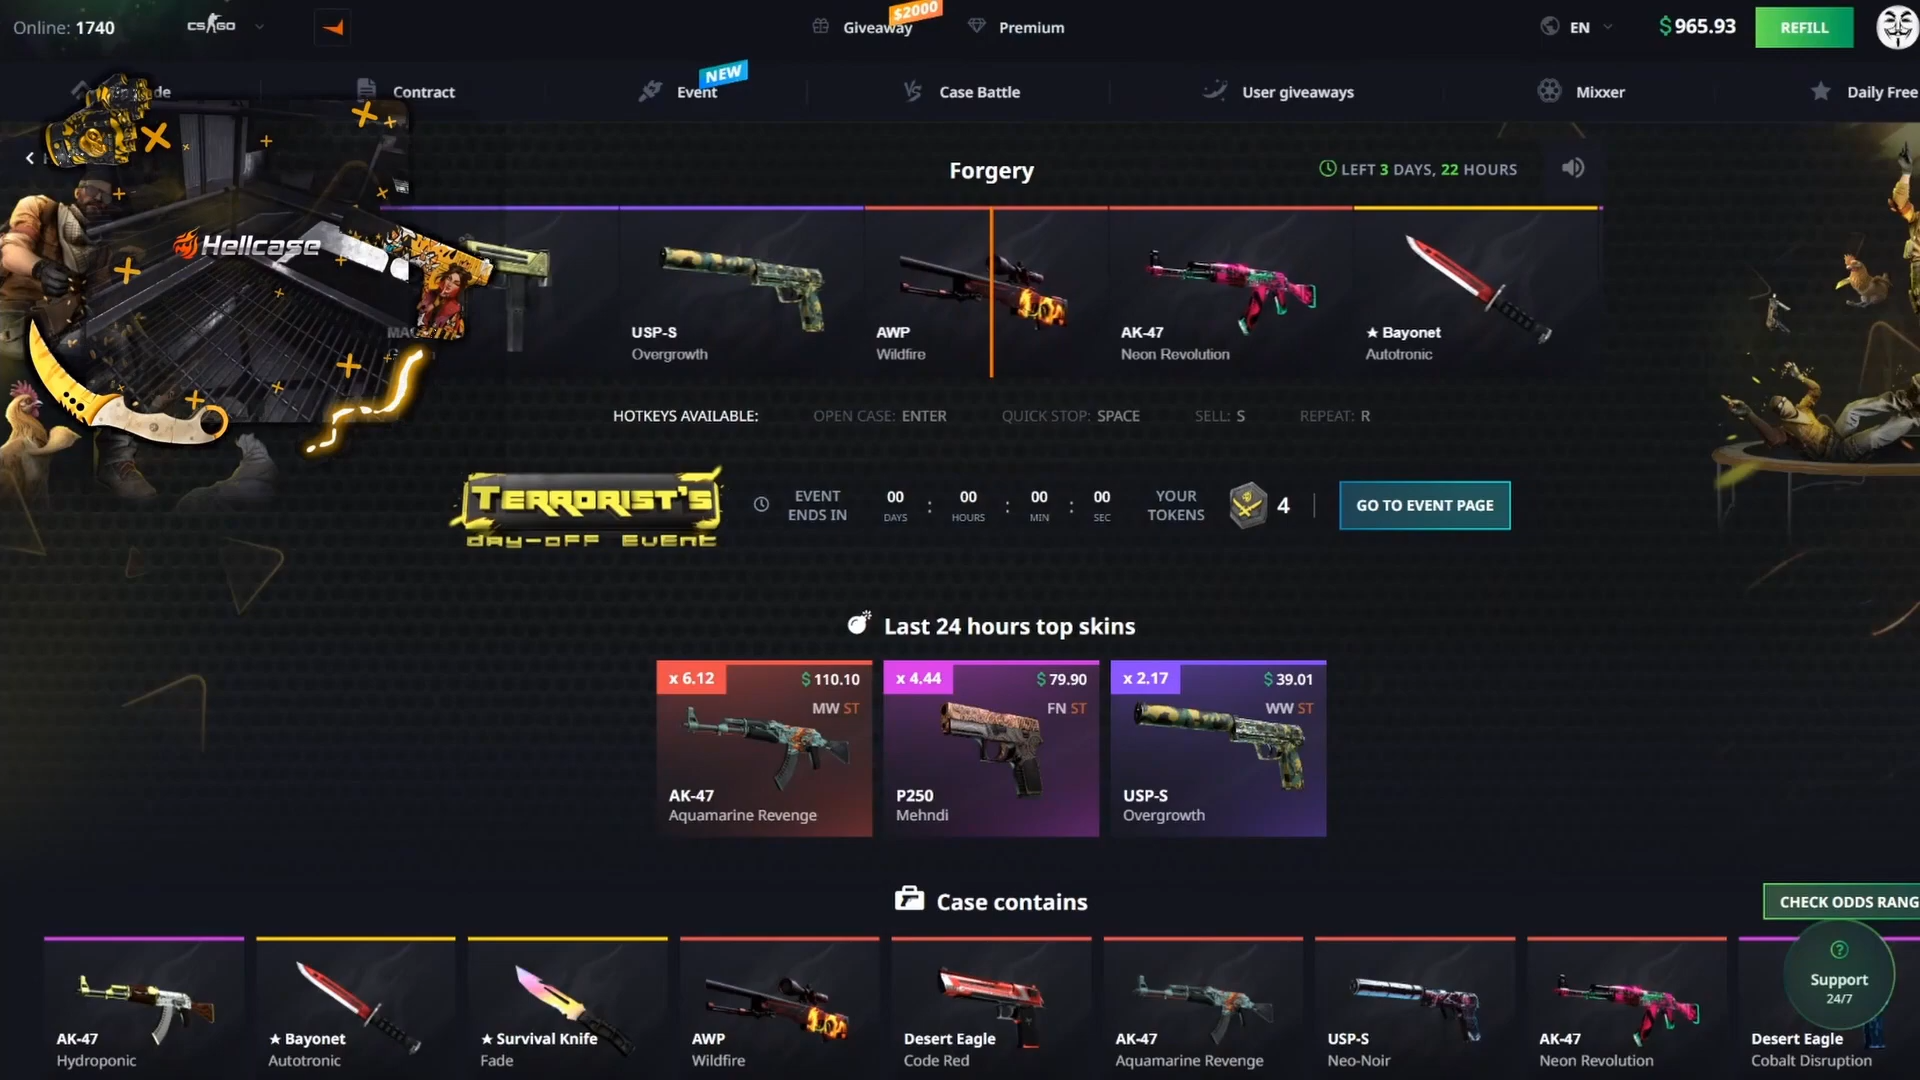 Online: 1740
CS GO
Giveaway
$2000
Premium
EN
$965.93
REFILL
Contract
Event
NEW
VS
Case Battle
User giveaways
Mixxer
Daily Free
Forgery
LEFT 3 DAYS, 22 HOURS
Hellcase
USP-S
Overgrowth
AWP
Wildfire
AK-47
Neon Revolution
★ Bayonet
Autotronic
HOTKEYS AVAILABLE:
OPEN CASE: ENTER
QUICK STOP: SPACE
SELL: S
REPEAT: R
TERRORIST'S
DAY-OFF EVENT
EVENT
ENDS IN
00 : 00 : 00 : 00
DAYS HOURS MIN SEC
YOUR
TOKENS
4
GO TO EVENT PAGE
Last 24 hours top skins
x 6.12
$110.10
MW ST
AK-47
Aquamarine Revenge
x 4.44
$79.90
FN ST
P250
Mehndi
x 2.17
$39.01
WW ST
USP-S
Overgrowth
Case contains
CHECK ODDS RANG
AK-47
Hydroponic
★ Bayonet
Autotronic
★ Survival Knife
Fade
AWP
Wildfire
Desert Eagle
Code Red
AK-47
Aquamarine Revenge
USP-S
Neo-Noir
AK-47
Neon Revolution
Desert Eagle
Cobalt Disruption
?
Support
24/7